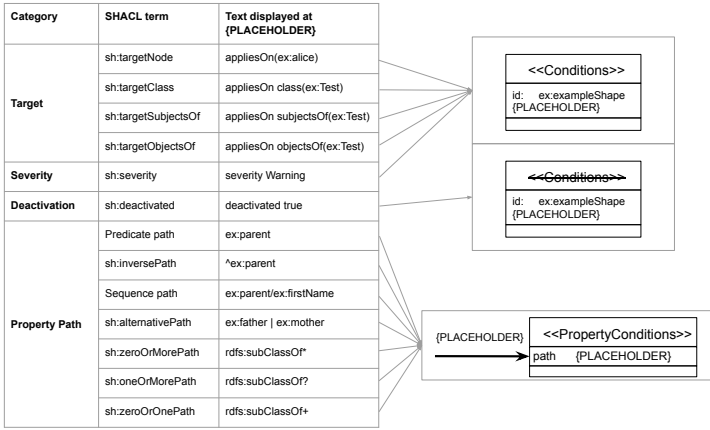 Category SHACL term Text displayed at
{PLACEHOLDER}
Target
sh:targetNode appliesOn(ex:alice)
sh:targetClass appliesOn class(ex:Test)
sh:targetSubjectsOf appliesOn subjectsOf(ex:Test)
sh:targetObjectsOf appliesOn objectsOf(ex:Test)
Severity sh:severity severity Warning
Deactivation sh:deactivated deactivated true
Property Path
Predicate path ex:parent
sh:inversePath ^ex:parent
Sequence path ex:parent/ex:firstName
sh:alternativePath ex:father | ex:mother
sh:zeroOrMorePath rdfs:subClassOf*
sh:oneOrMorePath rdfs:subClassOf?
sh:zeroOrOnePath rdfs:subClassOf+
<<Conditions>>
id: ex:exampleShape
{PLACEHOLDER}
<<Conditions>>
id: ex:exampleShape
{PLACEHOLDER}
{PLACEHOLDER}
<<PropertyConditions>>
path {PLACEHOLDER}